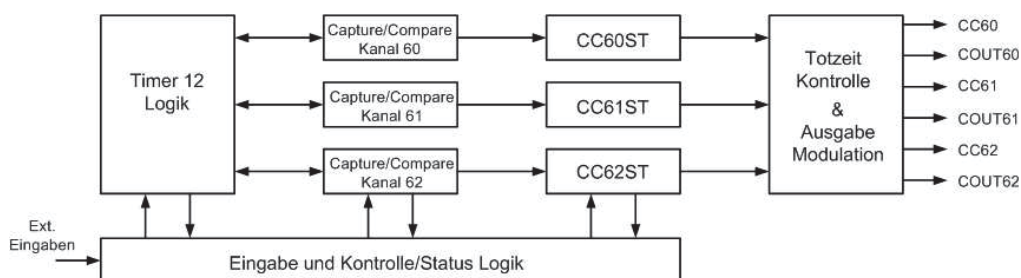 Timer 12
Logik
Capture/Compare
Kanal 60
Capture/Compare
Kanal 61
Capture/Compare
Kanal 62
CC60ST
CC61ST
CC62ST
Totzeit
Kontrolle
&
Ausgabe
Modulation
CC60
COUT60
CC61
COUT61
CC62
COUT62
Ext.
Eingaben
Eingabe und Kontrolle/Status Logik